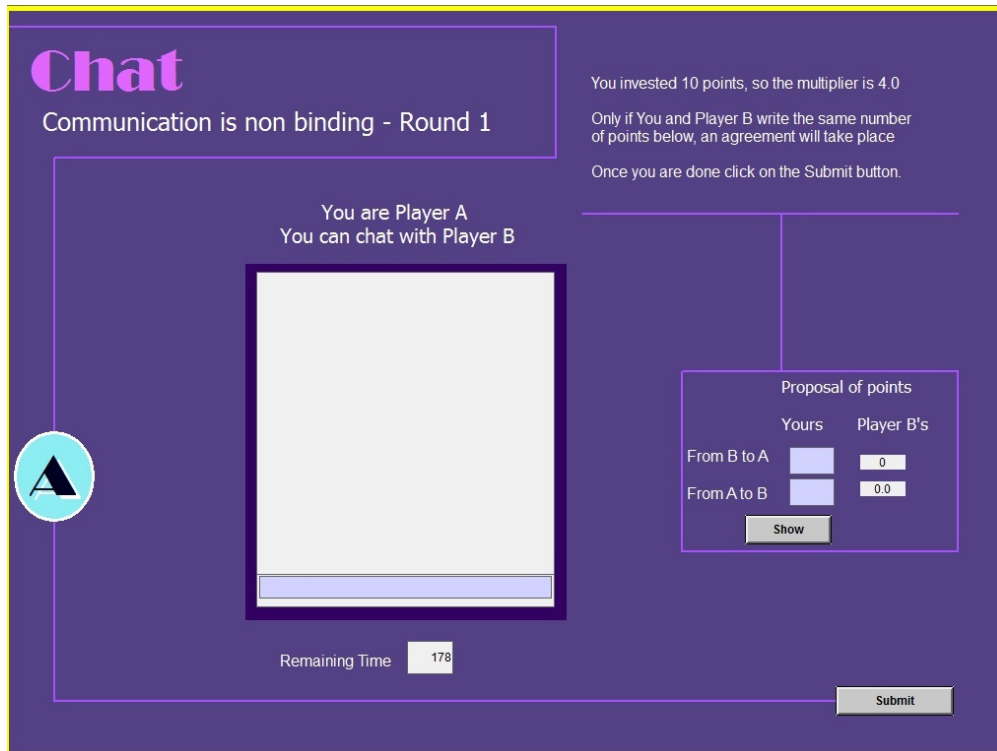 Chat
Communication is non binding - Round 1
You invested 10 points, so the multiplier is 4.0
Only if You and Player B write the same number
of points below, an agreement will take place
Once you are done click on the Submit button.
You are Player A
You can chat with Player B
Proposal of points
Yours Player B's
From B to A 0
From A to B 0.0
Show
A
Remaining Time 178
Submit